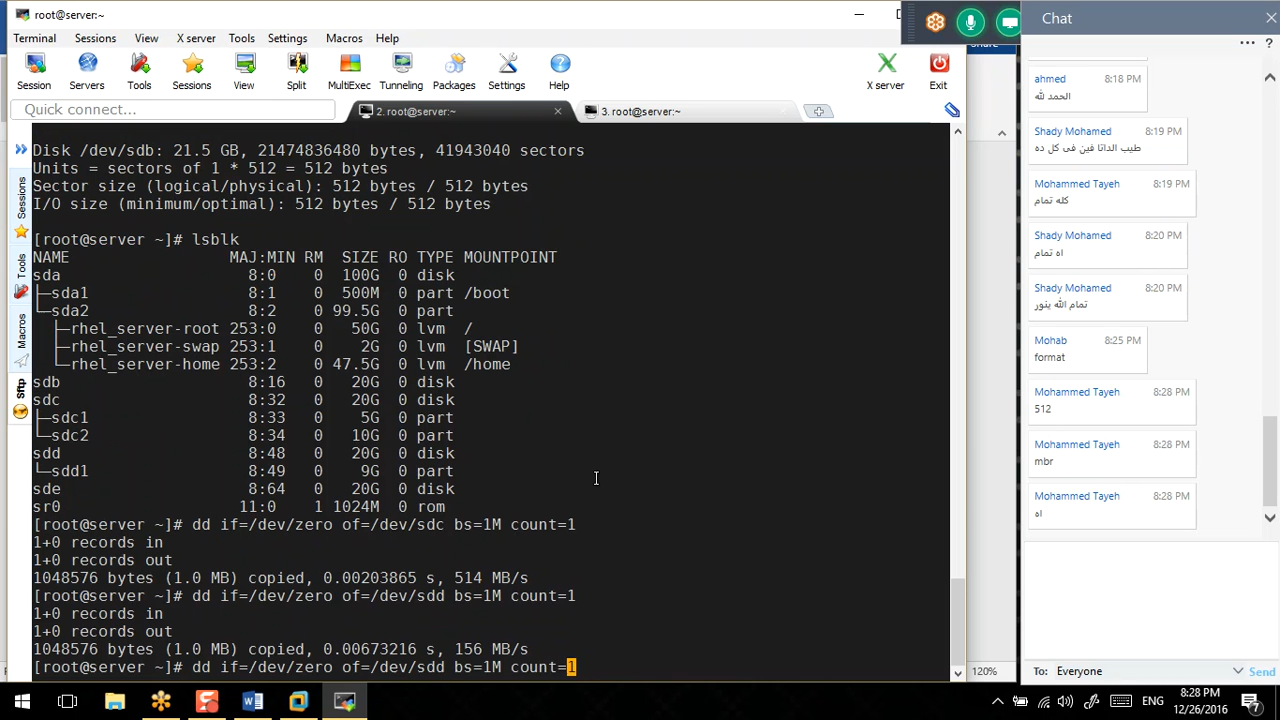 root@server:~
Terminal Sessions View X server Tools Settings Macros Help
Session Servers Tools Sessions View Split MultiExec Tunneling Packages Settings Help X server Exit
Quick connect...
2. root@server:~
3. root@server:~
Sessions
Tools
Macros
Sftp
Disk /dev/sdb: 21.5 GB, 21474836480 bytes, 41943040 sectors
Units = sectors of 1 * 512 = 512 bytes
Sector size (logical/physical): 512 bytes / 512 bytes
I/O size (minimum/optimal): 512 bytes / 512 bytes
[root@server ~]# lsblk
NAME MAJ:MIN RM SIZE RO TYPE MOUNTPOINT
sda 8:0 0 100G 0 disk
├─sda1 8:1 0 500M 0 part /boot
└─sda2 8:2 0 99.5G 0 part
├─rhel_server-root 253:0 0 50G 0 lvm /
├─rhel_server-swap 253:1 0 2G 0 lvm [SWAP]
└─rhel_server-home 253:2 0 47.5G 0 lvm /home
sdb 8:16 0 20G 0 disk
sdc 8:32 0 20G 0 disk
├─sdc1 8:33 0 5G 0 part
└─sdc2 8:34 0 10G 0 part
sdd 8:48 0 20G 0 disk
└─sdd1 8:49 0 9G 0 part
sde 8:64 0 20G 0 disk
sr0 11:0 1 1024M 0 rom
[root@server ~]# dd if=/dev/zero of=/dev/sdc bs=1M count=1
1+0 records in
1+0 records out
1048576 bytes (1.0 MB) copied, 0.00203865 s, 514 MB/s
[root@server ~]# dd if=/dev/zero of=/dev/sdd bs=1M count=1
1+0 records in
1+0 records out
1048576 bytes (1.0 MB) copied, 0.00673216 s, 156 MB/s
[root@server ~]# dd if=/dev/zero of=/dev/sdd bs=1M count=1
Chat
ahmed 8:18 PM
الحمد لله
Shady Mohamed 8:19 PM
طيب الداتا فين فى كل ده
Mohammed Tayeh 8:19 PM
كله تمام
Shady Mohamed 8:20 PM
اه تمام
Shady Mohamed 8:20 PM
تمام الله ينور
Mohab 8:25 PM
format
Mohammed Tayeh 8:28 PM
512
Mohammed Tayeh 8:28 PM
mbr
Mohammed Tayeh 8:28 PM
اه
To: Everyone Send
120%
ENG
8:28 PM
12/26/2016
7